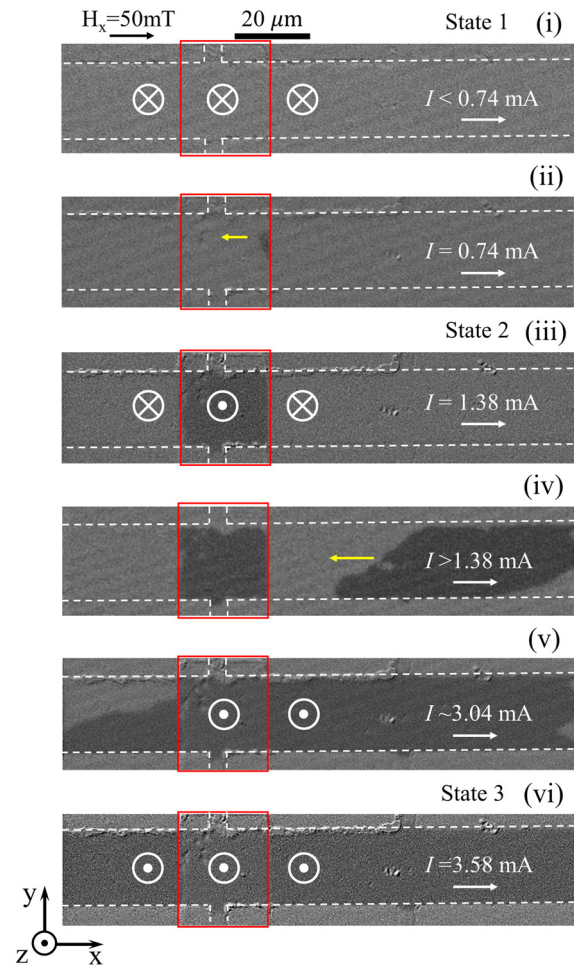 Hₓ=50mT
20 µm
State 1
(i)
I < 0.74 mA
(ii)
I = 0.74 mA
State 2
(iii)
I = 1.38 mA
(iv)
I >1.38 mA
(v)
I ~3.04 mA
State 3
(vi)
I =3.58 mA
y
z
x